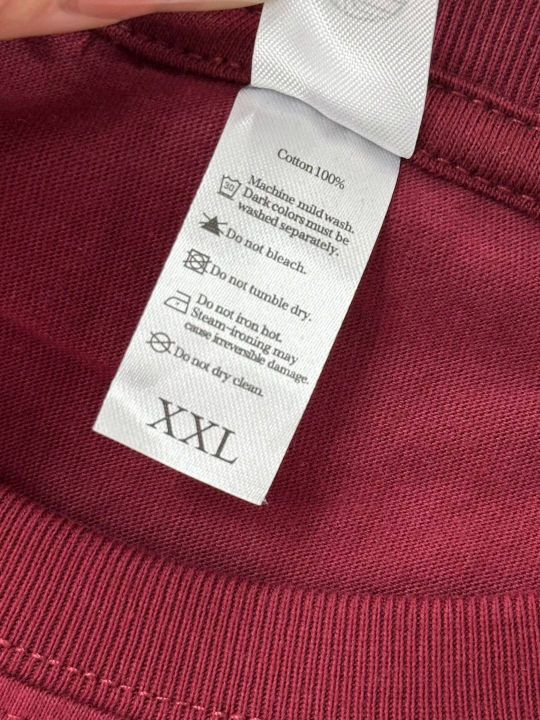 Cotton 100%
30
Machine mild wash.
Dark colors must be
washed separately.
Do not bleach.
Do not tumble dry.
Do not iron hot.
Steam-ironing may
cause irreversible damage.
Do not dry clean.
XXL